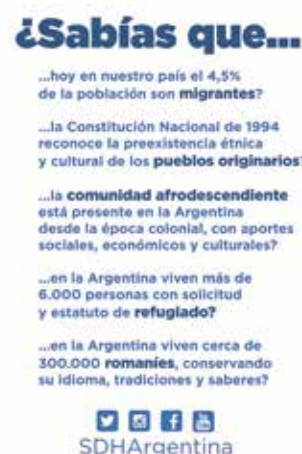 ¿Sabías que...
...hoy en nuestro país el 4,5%
de la población son migrantes?
...la Constitución Nacional de 1994
reconoce la preexistencia étnica
y cultural de los pueblos originarios?
...la comunidad afrodescendiente
está presente en la Argentina
desde la época colonial, con aportes
sociales, económicos y culturales?
...en la Argentina viven más de
6.000 personas con solicitud
y estatuto de refugiado?
...en la Argentina viven cerca de
300.000 romaníes, conservando
su idioma, tradiciones y saberes?
SDHArgentina